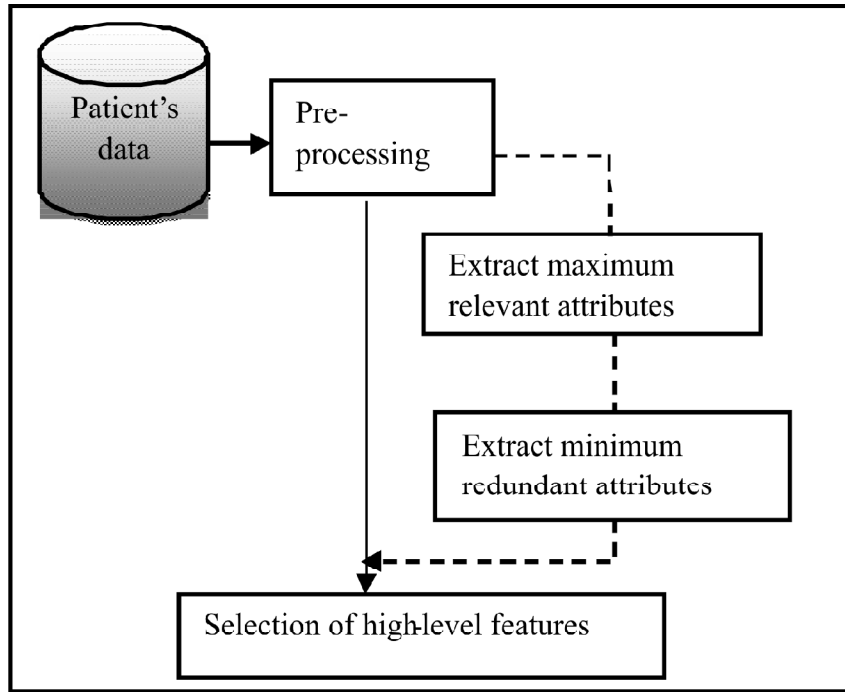 Patient's
data
Pre-
processing
Extract maximum
relevant attributes
Extract minimum
redundant attributes
Selection of high-level features